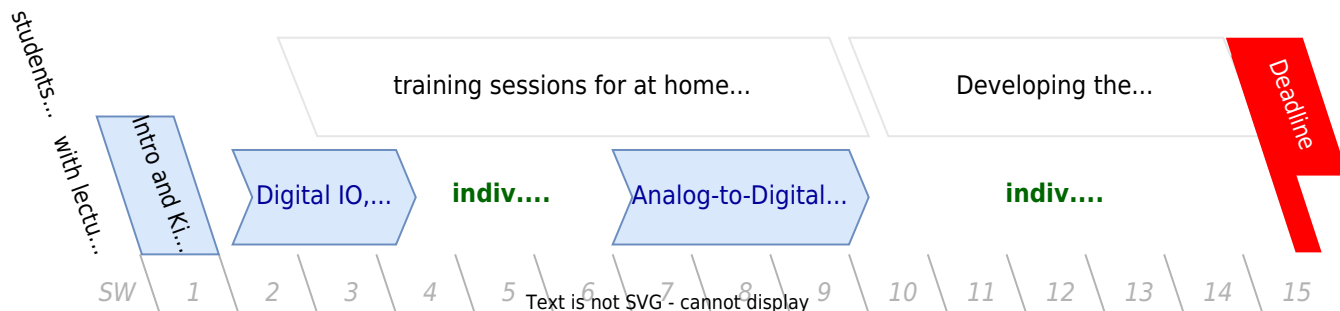 students...
training sessions for at home...
Developing the...
Deadline
with lectu...
Intro and Ki...
Digital IO,...
indiv....
Analog-to-Digital...
indiv....
SW 1 2 3 4 5 6 7 8 9 10 11 12 13 14 15
Text is not SVG - cannot display